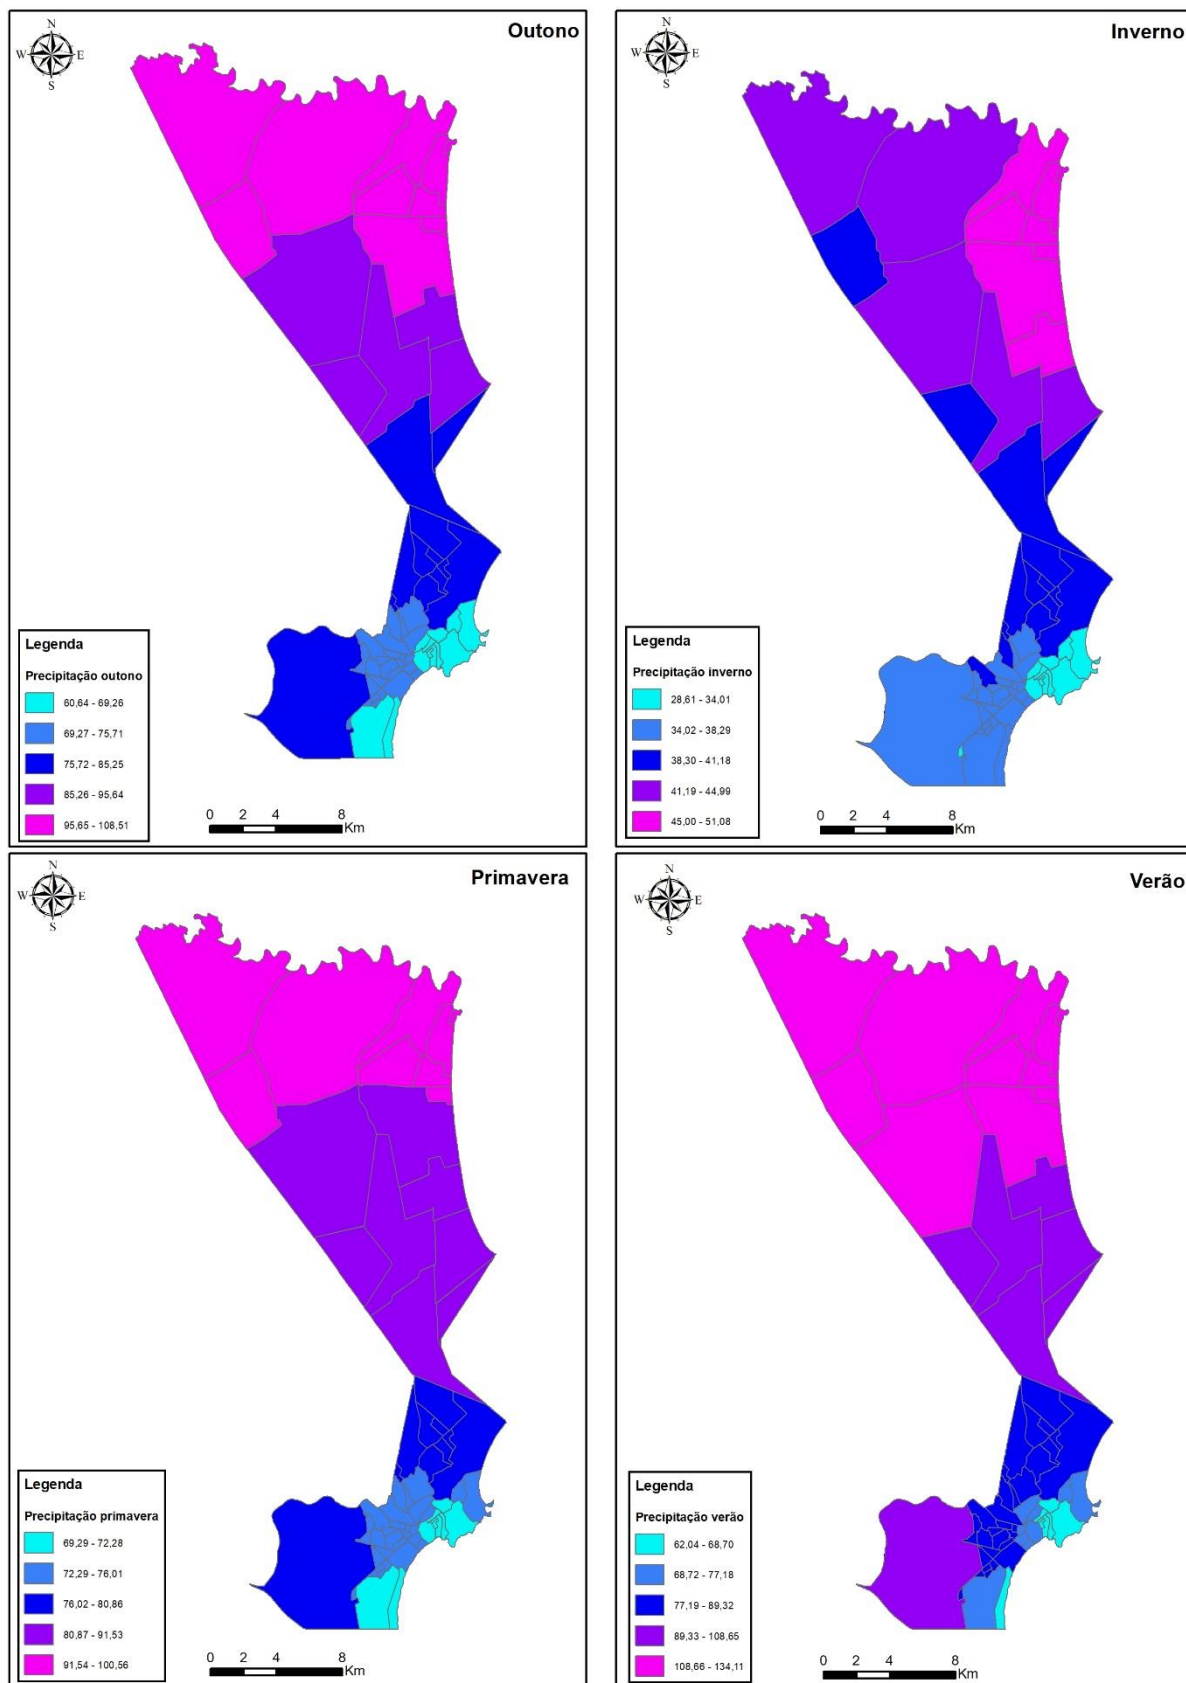 Outono
N
W E
S
Legenda
Precipitação outono
60,64 - 69,26
69,27 - 75,71
75,72 - 85,25
85,26 - 95,64
95,65 - 108,51
0 2 4 8
Km
Inverno
N
W E
S
Legenda
Precipitação inverno
28,61 - 34,01
34,02 - 38,29
38,30 - 41,18
41,19 - 44,99
45,00 - 51,08
0 2 4 8
Km
Primavera
N
W E
S
Legenda
Precipitação primavera
69,29 - 72,28
72,29 - 76,01
76,02 - 80,86
80,87 - 91,53
91,54 - 100,56
0 2 4 8
Km
Verão
N
W E
S
Legenda
Precipitação verão
62,04 - 68,70
68,72 - 77,18
77,19 - 89,32
89,33 - 108,65
108,66 - 134,11
0 2 4 8
Km